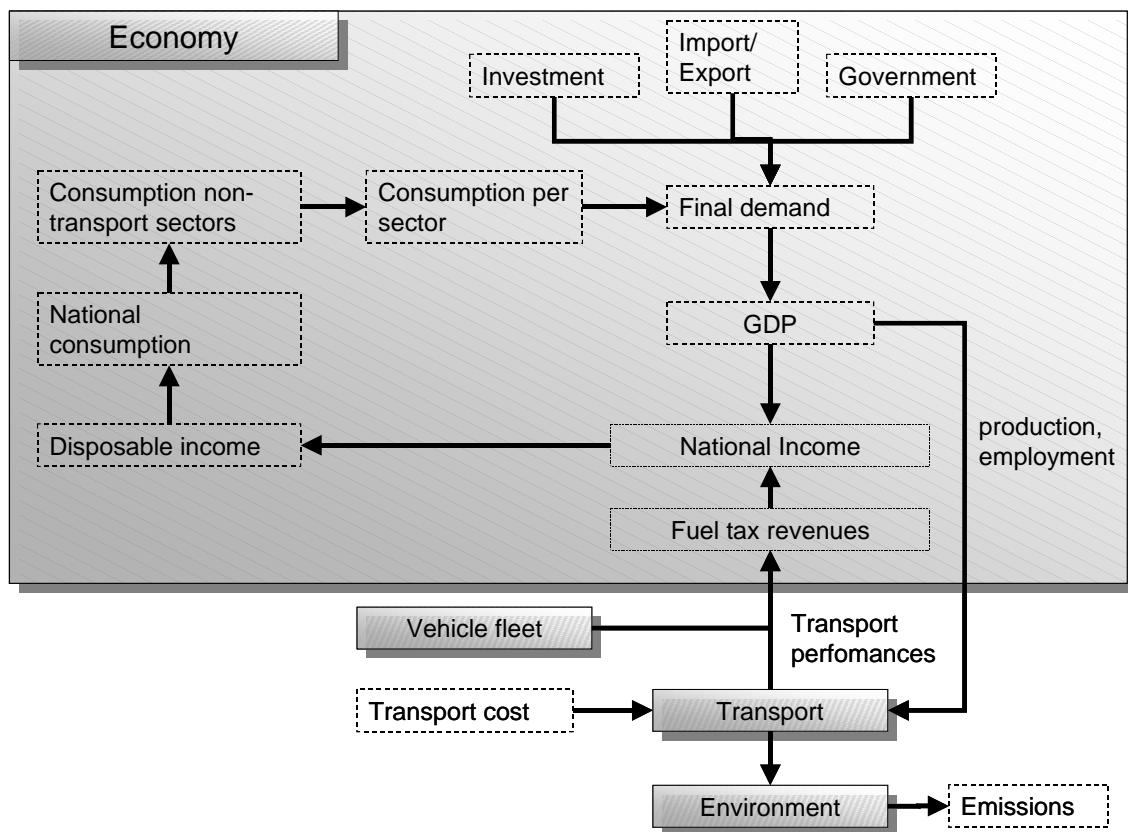 Economy
Import/
Export
Investment
Government
Consumption non-
transport sectors
Consumption per
sector
Final demand
National
consumption
GDP
Disposable income
National Income
production,
employment
Fuel tax revenues
Vehicle fleet
Transport
perfomances
Transport cost
Transport
Environment
Emissions